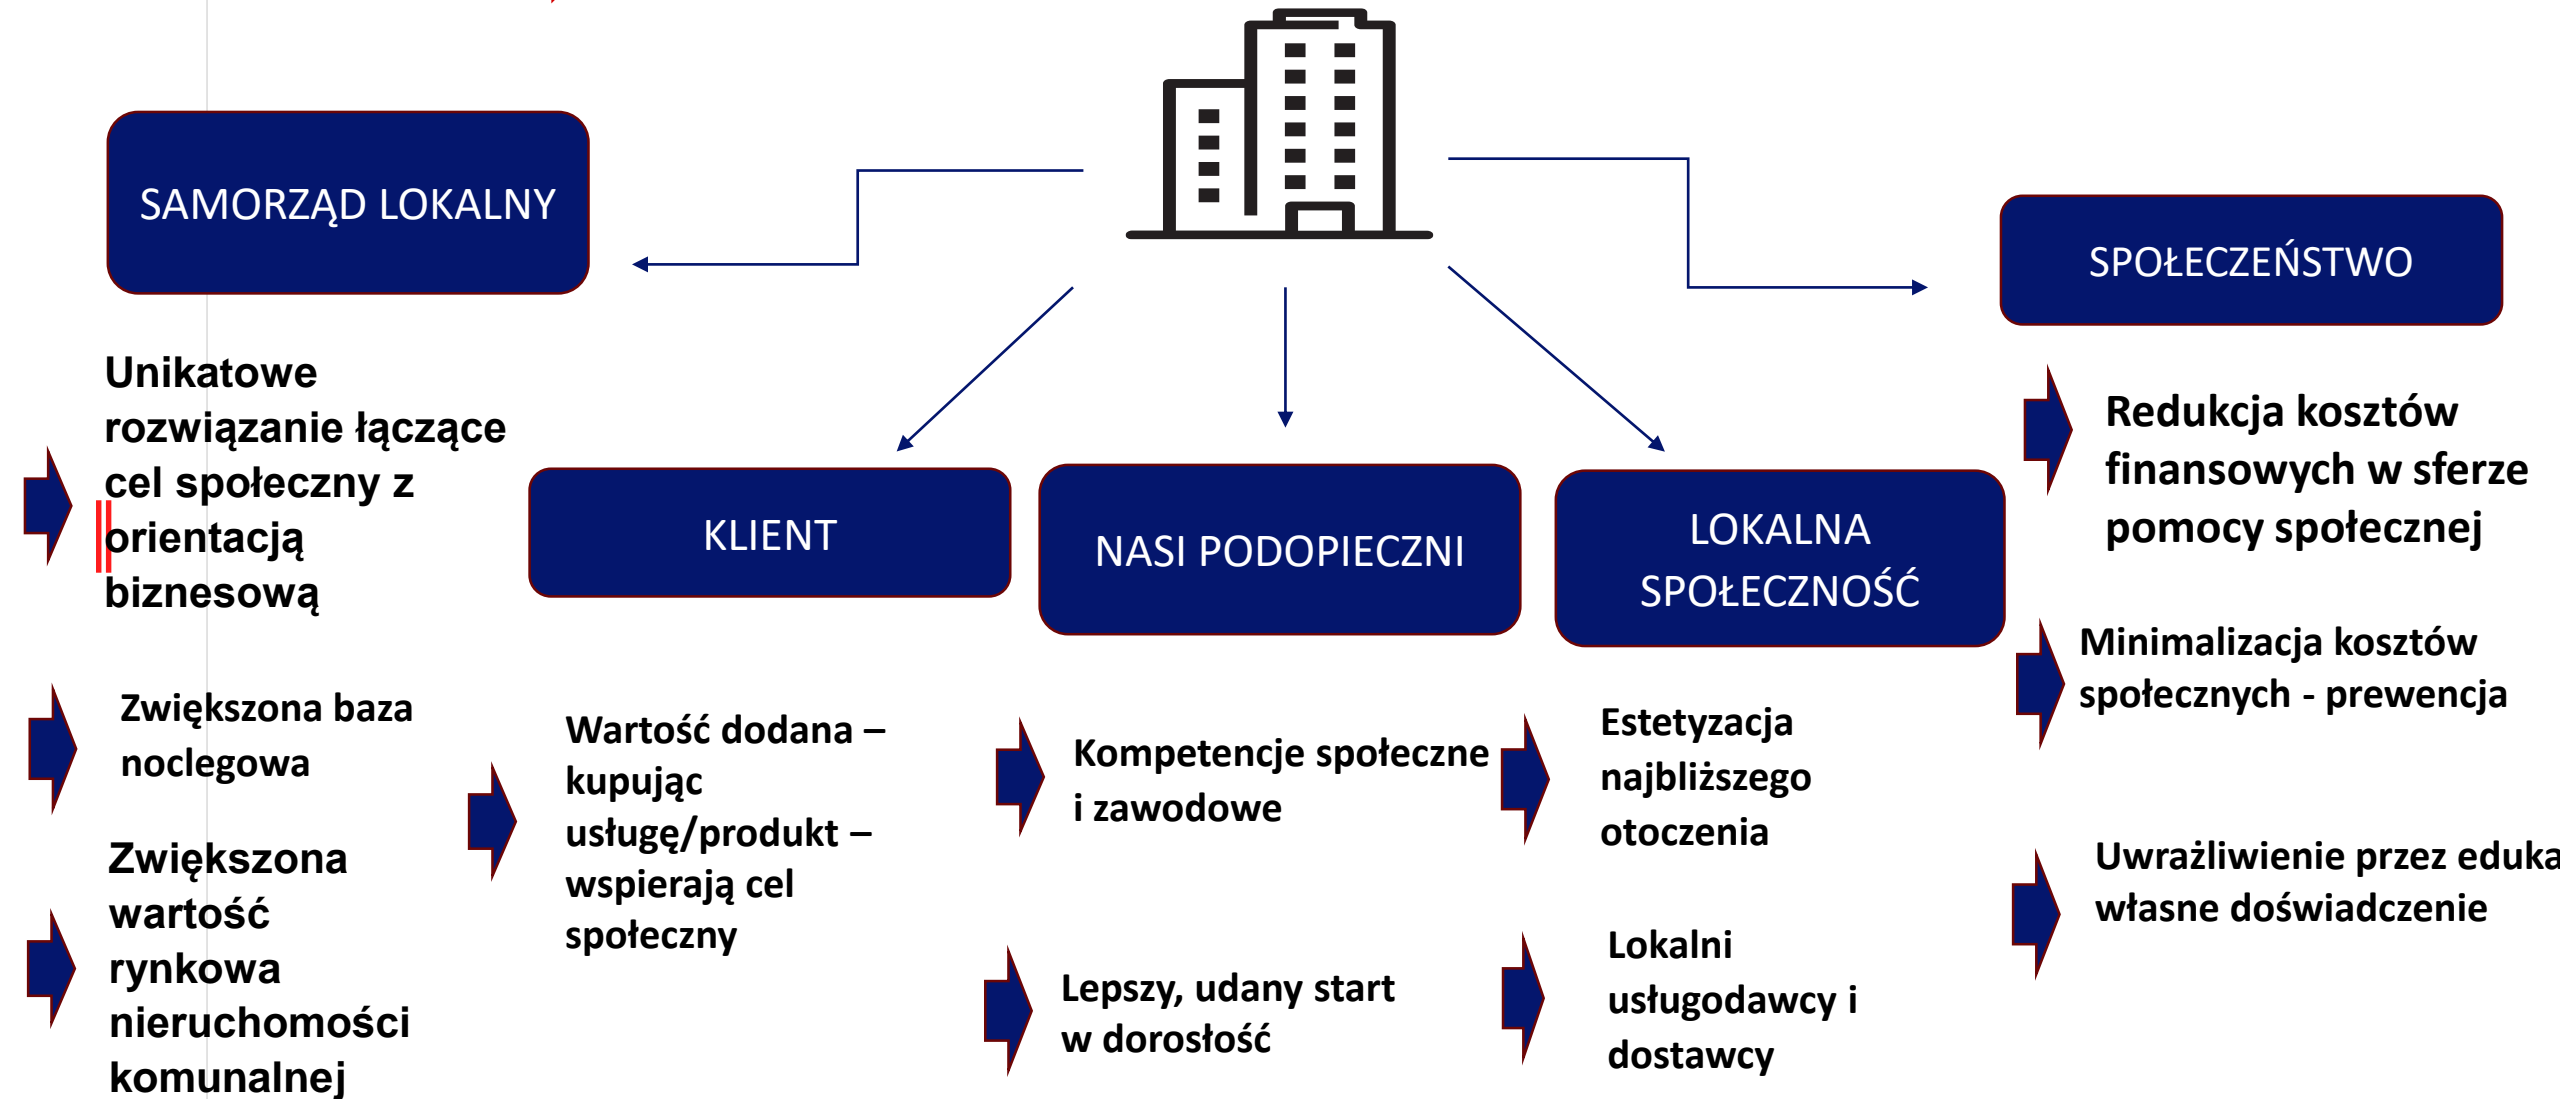 SAMORZĄD LOKALNY
Unikatowe
rozwiązanie łączące
cel społeczny z
orientacją
biznesową
Zwiększona baza
noclegowa
Zwiększona
wartość
rynkowa
nieruchomości
komunalnej
KLIENT
Wartość dodana –
kupując
usługę/produkt –
wspierają cel
społeczny
NASI PODOPIECZNI
Kompetencje społeczne
i zawodowe
Lepszy, udany start
w dorosłość
LOKALNA
SPOŁECZNOŚĆ
Estetyzacja
najbliższego
otoczenia
Lokalni
usługodawcy i
dostawcy
SPOŁECZEŃSTWO
Redukcja kosztów
finansowych w sferze
pomocy społecznej
Minimalizacja kosztów
społecznych - prewencja
Uwrażliwienie przez eduka
własne doświadczenie